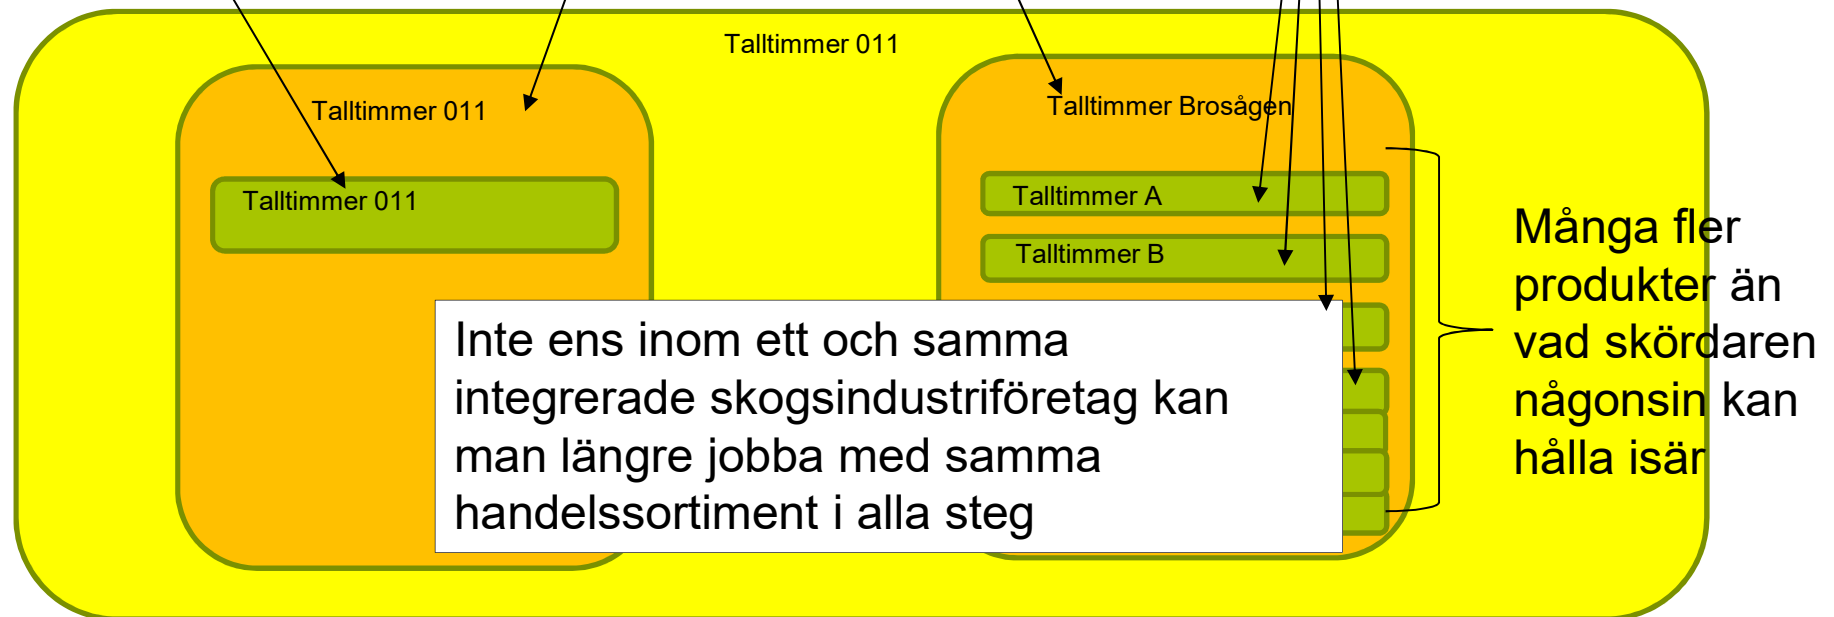 Talltimmer 011
Talltimmer 011
Talltimmer 011
Talltimmer Brosågen
Talltimmer A
Talltimmer B
Inte ens inom ett och samma
integrerade skogsindustriföretag kan
man längre jobba med samma
handelssortiment i alla steg
Många fler
produkter än
vad skördaren
någonsin kan
hålla isär